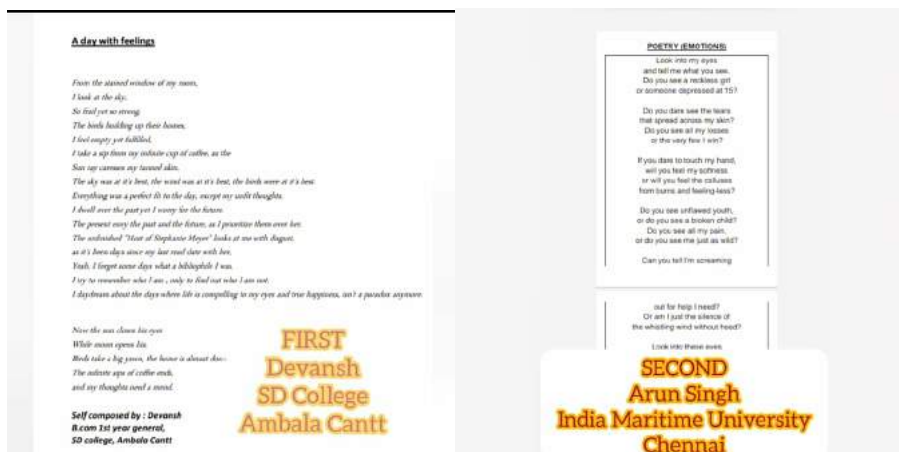 A day with feelings
From the stained window of my room,
I look at the sky,
So frail yet so strong,
The birds building up their homes,
I feel empty yet fulfilled,
I take a sip from my infinite cup of coffee, as the
Sun ray caresses my tanned skin.
The sky was at it's best, the wind was at it's best, the birds were at it's best
Everything was a perfect fit to the day, except my unfit thoughts.
I dwell over the past yet I worry for the future.
The present envy the past and the future, as I prioritize them over her.
The unfinished "Host of Stephanie Meyer" looks at me with disgust,
as it's been days since my last read date with her.
Yeah, I forget some days what a bibliophile I was.
I try to remember who I am , only to find out who I am not.
I daydream about the days where life is compelling to my eyes and true happiness, isn't a paradox anymore.
Now the sun closes his eyes
While moon opens his.
Birds take a big yawn, the home is almost done.
The infinite sips of coffee ends,
and my thoughts need a mend.
Self composed by : Devansh
B.com 1st year general,
SD college, Ambala Cantt
FIRST
Devansh
SD College
Ambala Cantt
POETRY (EMOTIONS)
Look into my eyes
and tell me what you see.
Do you see a reckless girl
or someone depressed at 15?
Do you dare see the tears
that spread across my skin?
Do you see all my losses
or the very few I win?
If you dare to touch my hand,
will you feel my softness
or will you feel the calluses
from burns and feeling-less?
Do you see unflawed youth,
or do you see a broken child?
Do you see all my pain,
or do you see me just as wild?
Can you tell I'm screaming
out for help I need?
Or am I just the silence of
the whistling wind without heed?
Look into these eyes
SECOND
Arun Singh
India Maritime University
Chennai